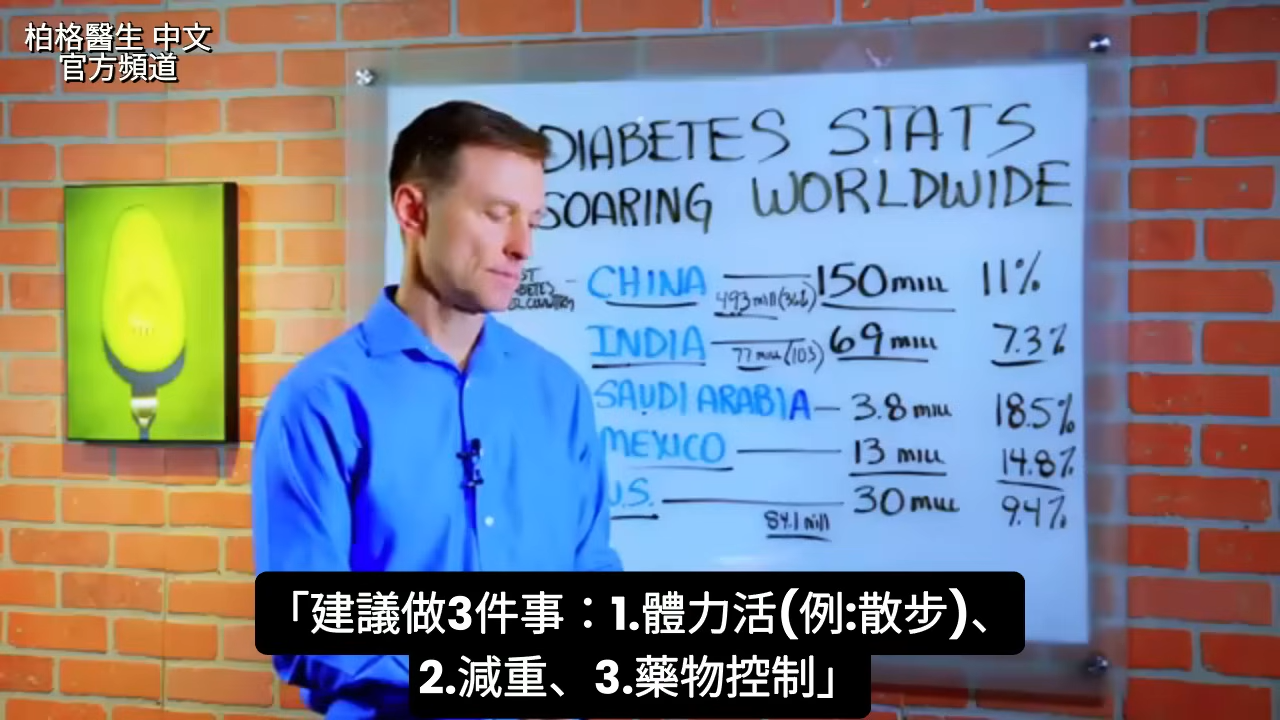 柏格醫生 中文
官方頻道
DIABETES STATS
SOARING WORLDWIDE
CHINA 150 MILL 11%
493 mill (36%)
INDIA 69 MILL 7.3%
77 MILL (103)
SAUDI ARABIA — 3.8 MILL 18.5%
MEXICO 13 MILL 14.8%
U.S. 30 MILL 9.4%
84.1 mill
「建議做3件事：1.體力活(例:散步)、
2.減重、3.藥物控制」